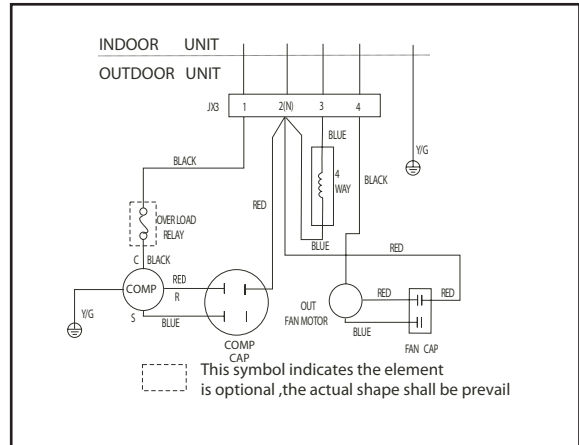 INDOOR UNIT
OUTDOOR UNIT
JX3 1 2(N) 3 4
BLUE
BLACK
Y/G
4
WAY
BLACK
RED
OVER LOAD
RELAY
BLUE
RED
C BLACK
RED
COMP
R
RED
RED
OUT
FAN MOTOR
Y/G
S
BLUE
BLUE
COMP
CAP
FAN CAP
This symbol indicates the element
is optional ,the actual shape shall be prevail